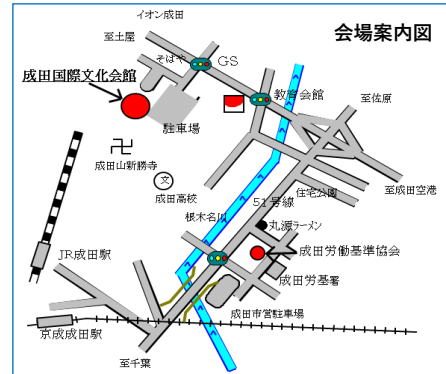 イオン成田
会場案内図
至土屋
そばや
GS
成田国際文化会館
教育会館
至佐原
駐車場
成田山新勝寺
文
成田高校
住宅公園
至成田空港
51号線
根木名川
丸源ラーメン
JR成田駅
成田労働基準協会
成田労基署
成田市営駐車場
京成成田駅
至千葉